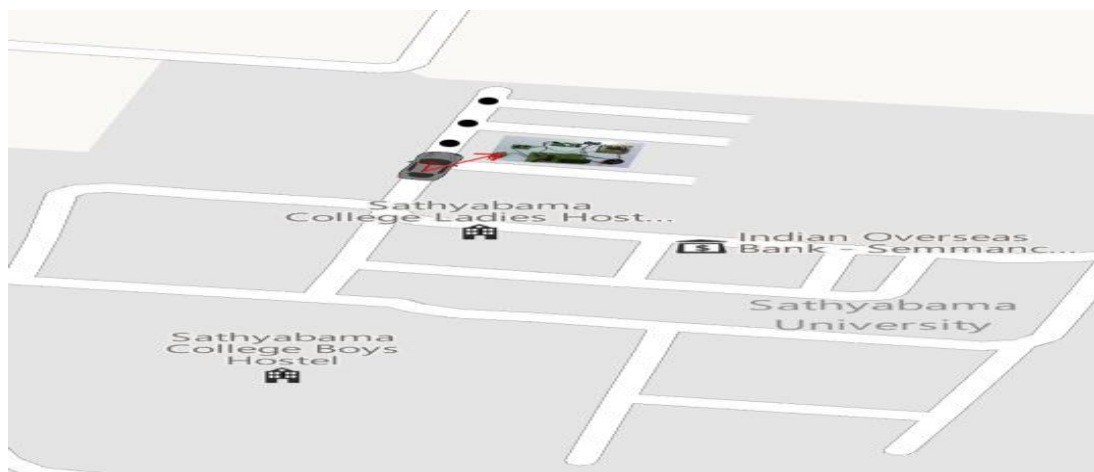 Sathyabama
College Ladies Host...
Indian Overseas
Bank - Semmanc...
Sathyabama
University
Sathyabama
College Boys
Hostel